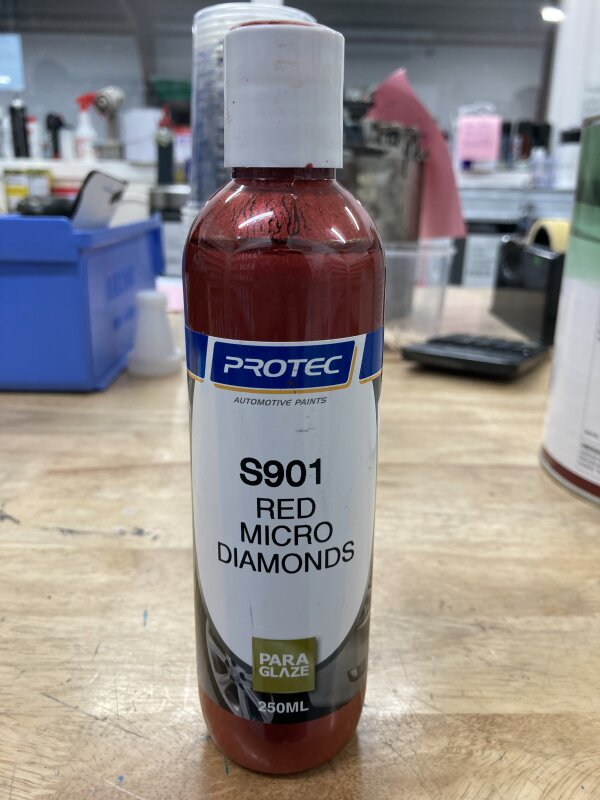 PROTEC
AUTOMOTIVE PAINTS
S901
RED
MICRO
DIAMONDS
PARA
GLAZE
250ML